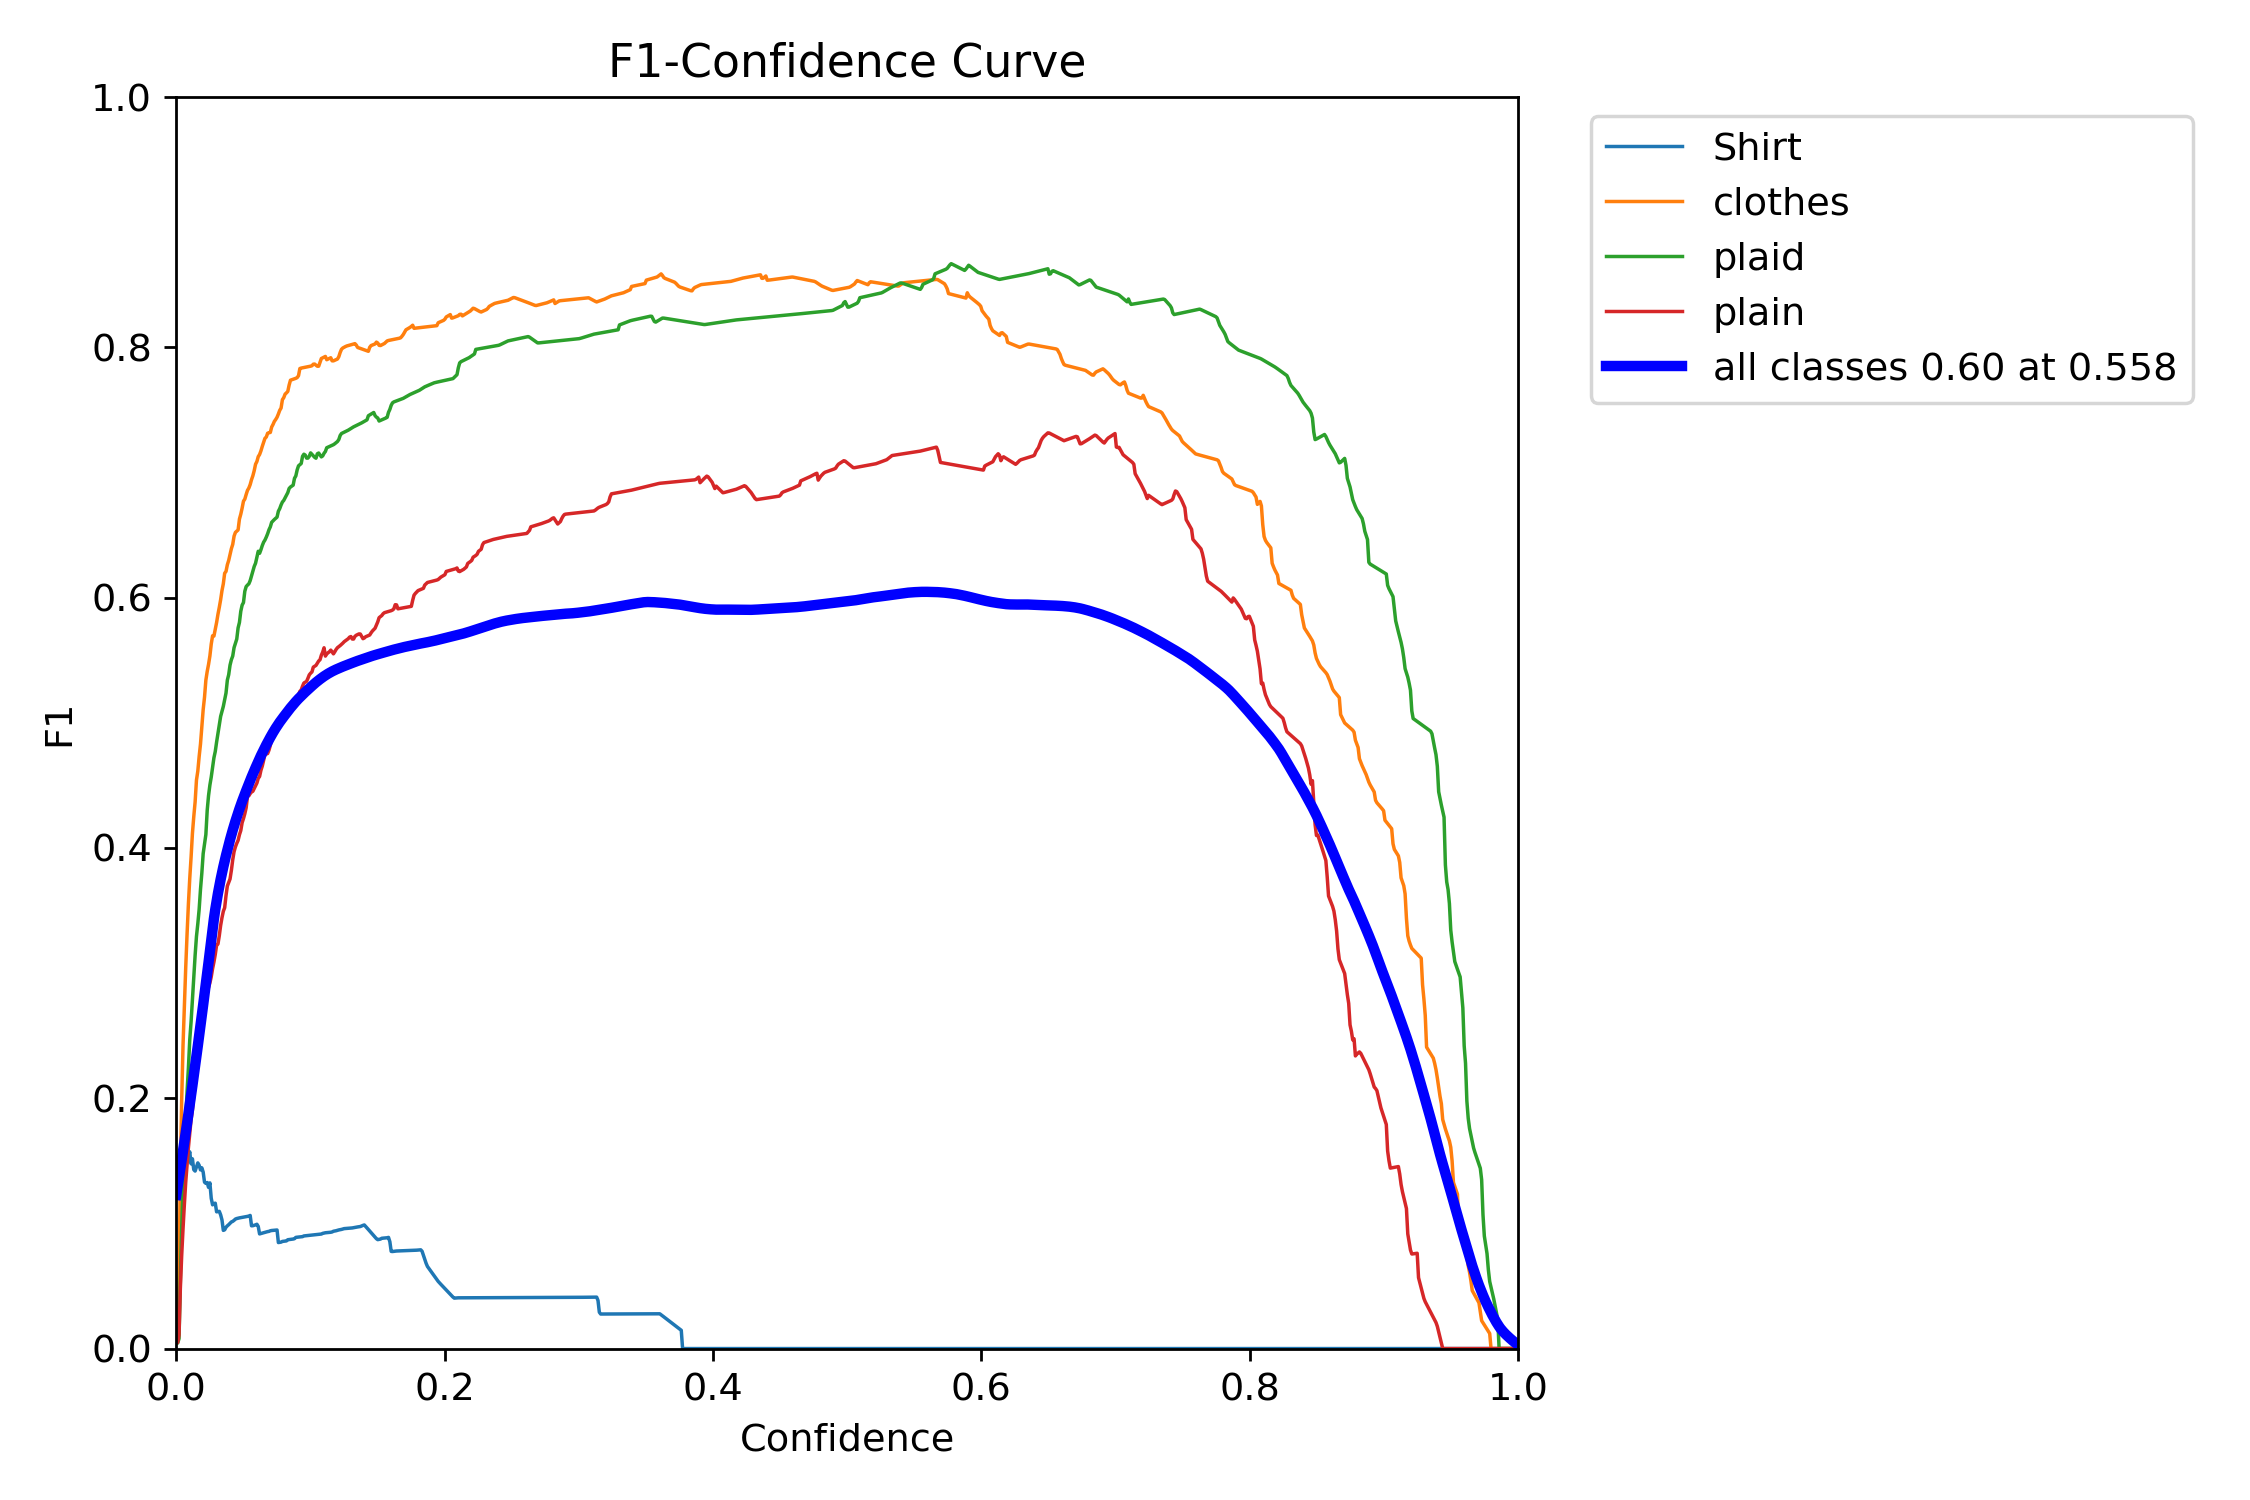 F1-Confidence Curve
1.0
0.8
0.6
0.4
0.2
0.0
F1
0.0 0.2 0.4 0.6 0.8 1.0
Confidence
Shirt
clothes
plaid
plain
all classes 0.60 at 0.558